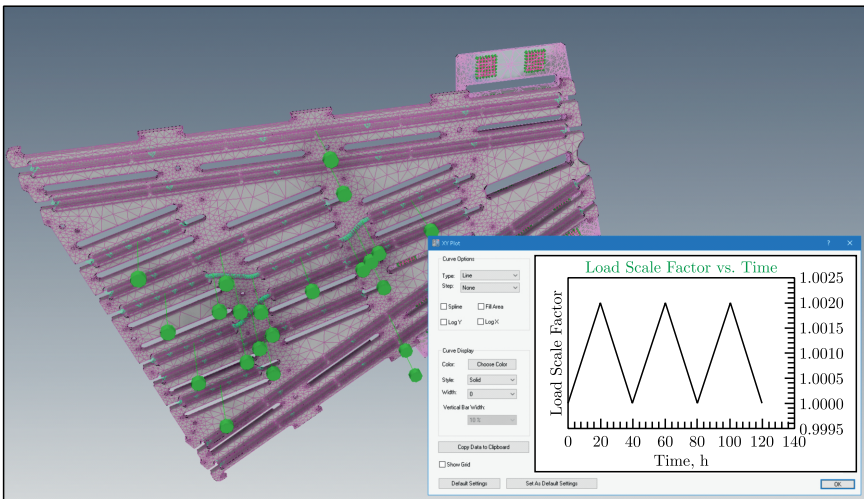 XY Plot
? ×
Curve Options
Type: Line
Step: None
Spline Fill Area
Log Y Log X
Curve Display
Color: Choose Color
Style: Solid
Width: 0
Vertical Bar Width:
10 %
Copy Data to Clipboard
Show Grid
Default Settings Set As Default Settings OK
Load Scale Factor vs. Time
Load Scale Factor
1.0025
1.0020
1.0015
1.0010
1.0005
1.0000
0.9995
0 20 40 60 80 100 120 140
Time, h